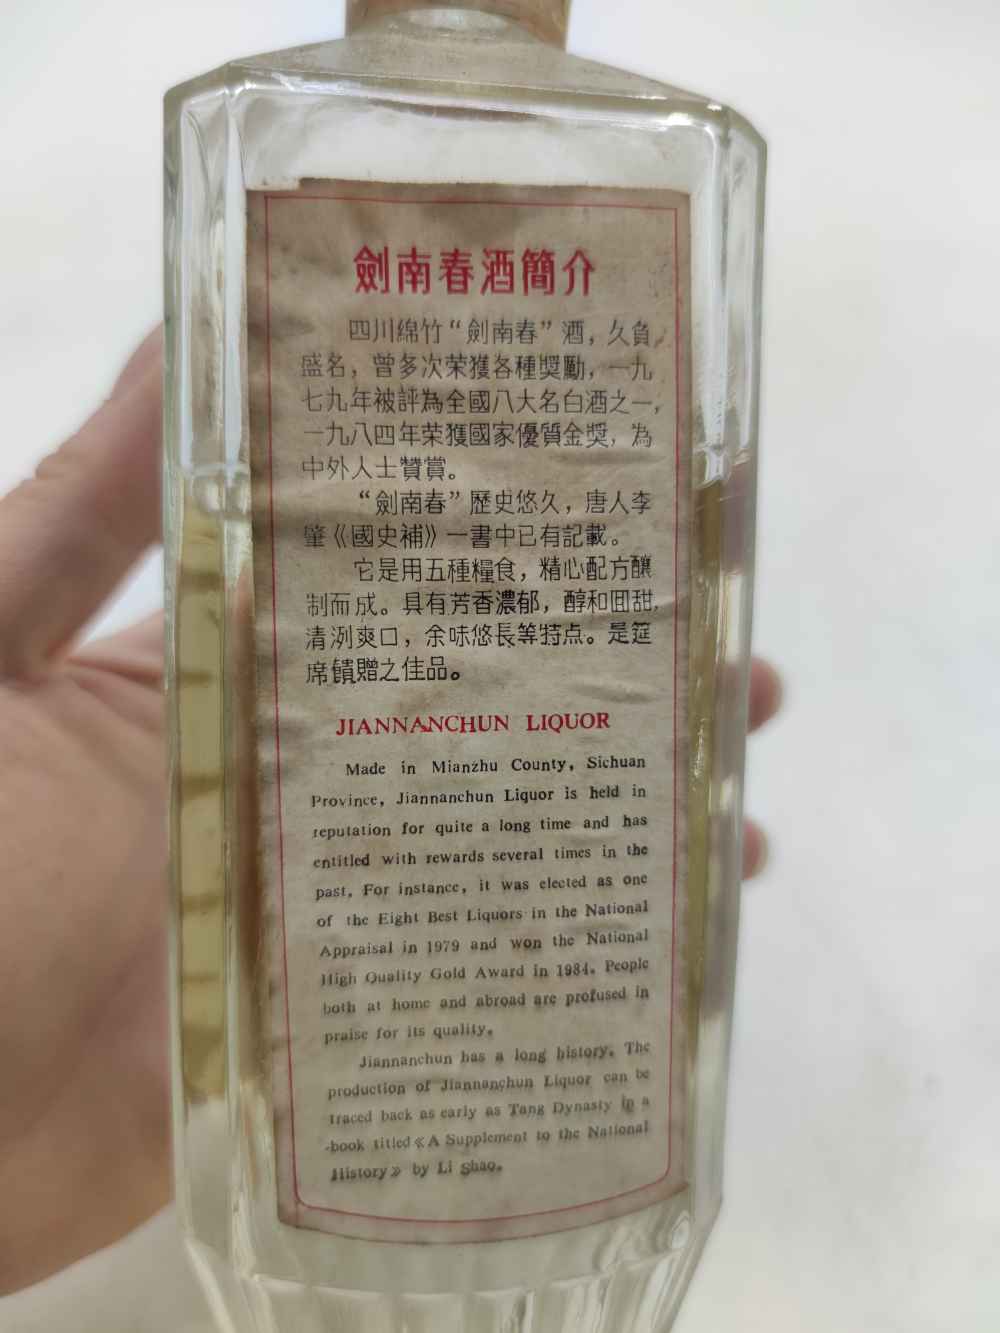 劍南春酒簡介
四川綿竹“劍南春”酒，久負
盛名，曾多次荣獲各種獎勵，一九
七九年被評為全國八大名白酒之一，
一九八四年荣獲國家優質金獎，為
中外人士贊賞。
“劍南春”歷史悠久，唐人李
肇《國史補》一書中已有記載。
它是用五種糧食，精心配方釀
制而成。具有芳香濃郁，醇和回甜，
清洌爽口，余味悠長等特点。是筵
席饋贈之佳品。
JIANNANCHUN LIQUOR
Made in Mianzhu County, Sichuan
Province, Jiannanchun Liquor is held in
reputation for quite a long time and has
entitled with rewards several times in the
past. For instance, it was elected as one
of the Eight Best Liquors in the National
Appraisal in 1979 and won the National
High Quality Gold Award in 1984. People
both at home and abroad are profused in
praise for its quality.
Jiannanchun has a long history. The
production of Jiannanchun Liquor can be
traced back as early as Tang Dynasty in a
book titled《A Supplement to the National
History》by Li Shao.